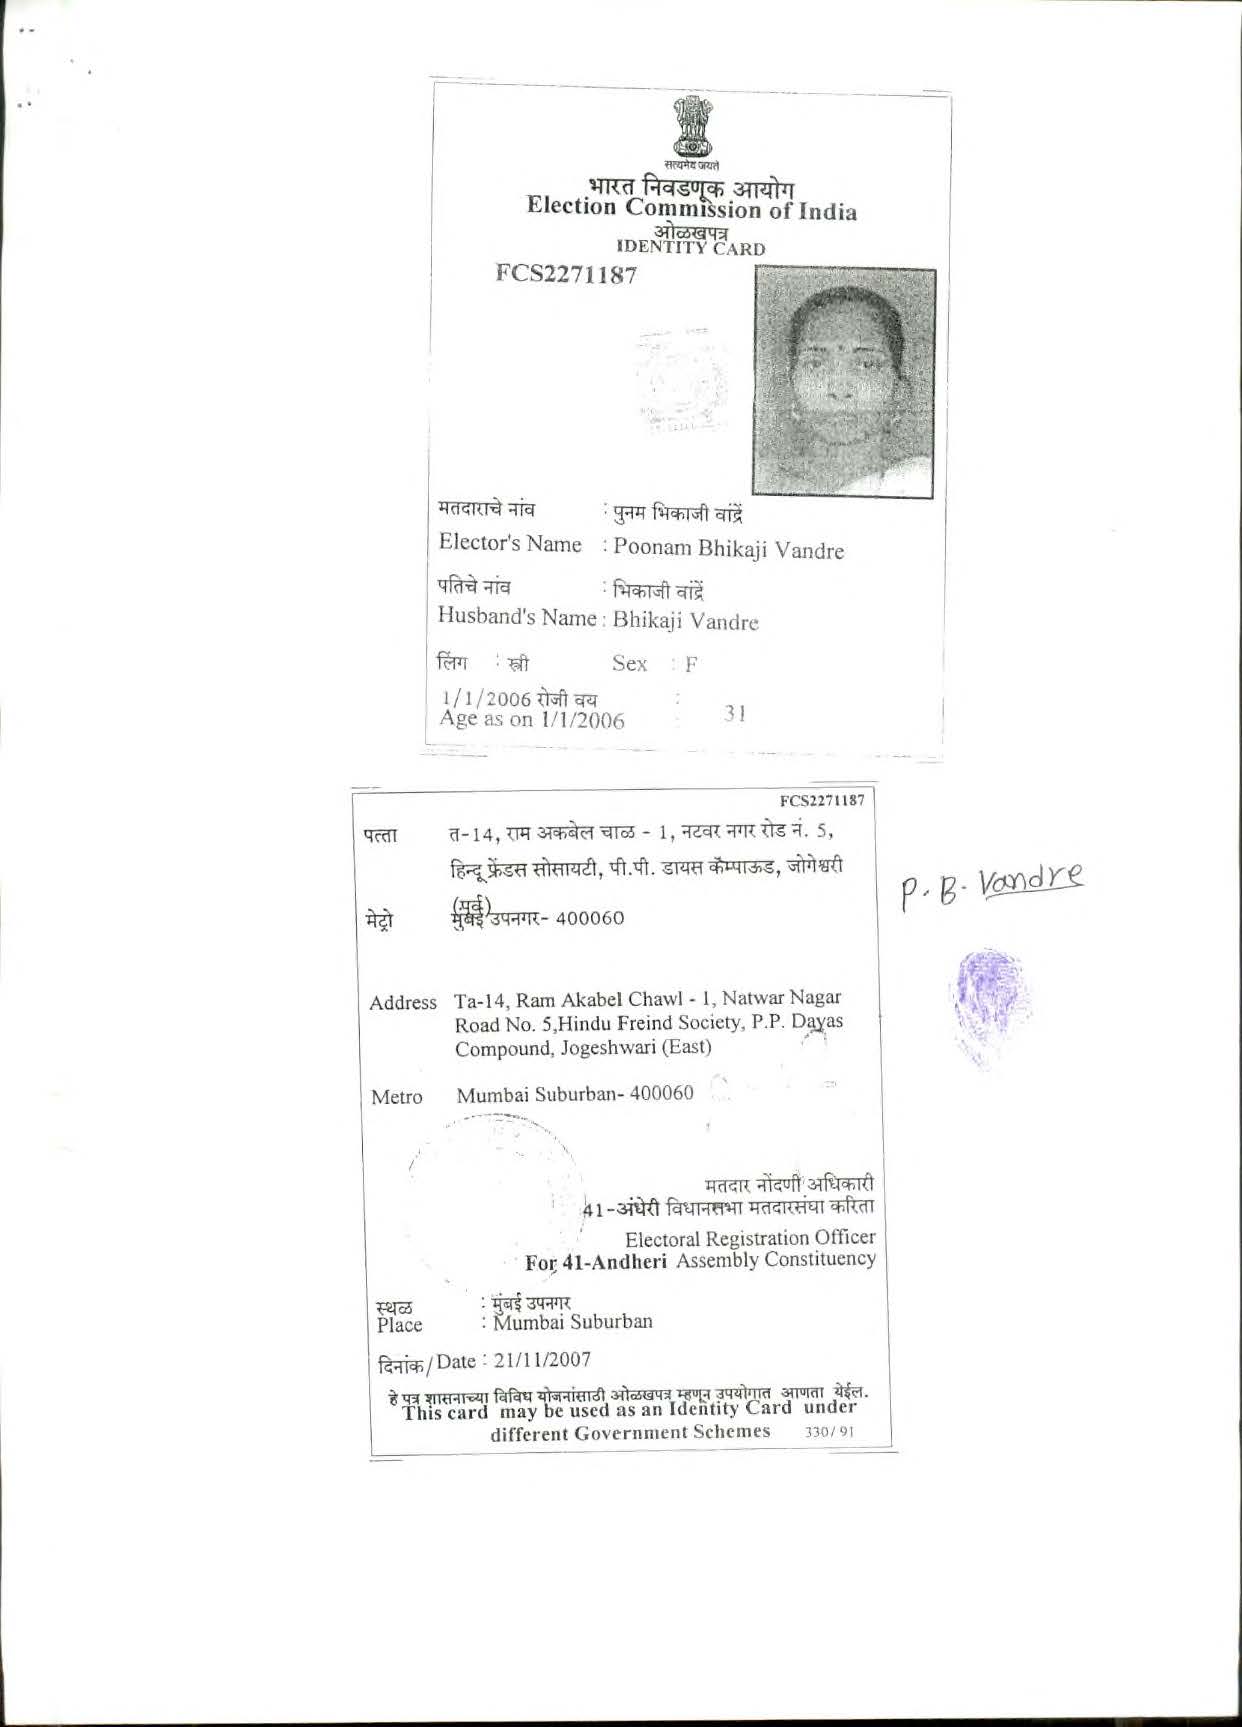 सत्यमेव जयते
भारत निवडणूक आयोग
Election Commission of India
ओळखपत्र
IDENTITY CARD
FCS2271187
मतदाराचे नांव : पुनम भिकाजी वांद्रें
Elector's Name : Poonam Bhikaji Vandre
पतिचे नांव : भिकाजी वांद्रें
Husband's Name : Bhikaji Vandre
लिंग : स्त्री Sex : F
1/1/2006 रोजी वय :
Age as on 1/1/2006 : 31
FCS2271187
पत्ता त-14, राम अकबेल चाळ - 1, नटवर नगर रोड नं. 5,
हिन्दू फ्रेंडस सोसायटी, पी.पी. डायस कॅम्पाऊड, जोगेश्वरी
(पूर्व)
मेट्रो मुंबई उपनगर- 400060
P. B. Vandre
Address Ta-14, Ram Akabel Chawl - 1, Natwar Nagar
Road No. 5,Hindu Freind Society, P.P. Dayas
Compound, Jogeshwari (East)
Metro Mumbai Suburban- 400060
मतदार नोंदणी अधिकारी
41-अंधेरी विधानसभा मतदारसंघा करिता
Electoral Registration Officer
For 41-Andheri Assembly Constituency
स्थळ : मुंबई उपनगर
Place : Mumbai Suburban
दिनांक/Date : 21/11/2007
हे पत्र शासनाच्या विविध योजनांसाठी ओळखपत्र म्हणून उपयोगात आणता येईल.
This card may be used as an Identity Card under
different Government Schemes 330/ 91